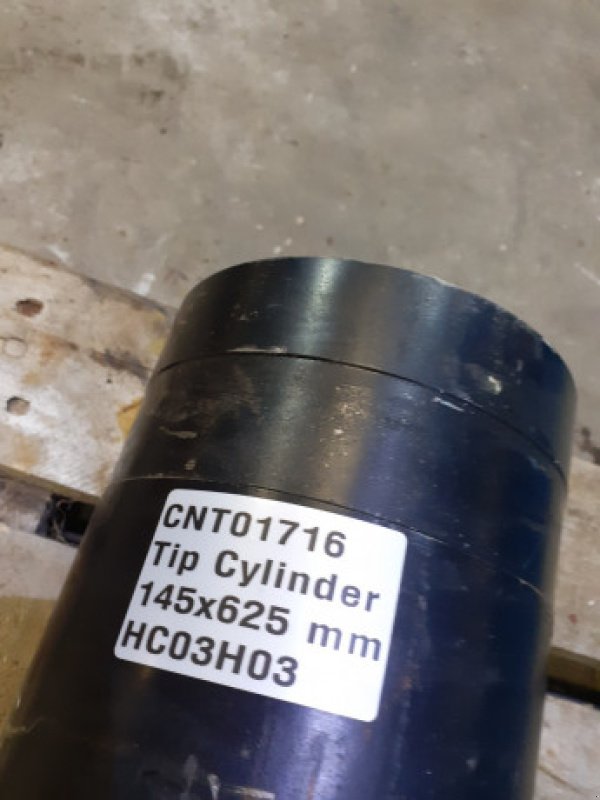 CNT01716
Tip Cylinder
145x625 mm
HC03H03